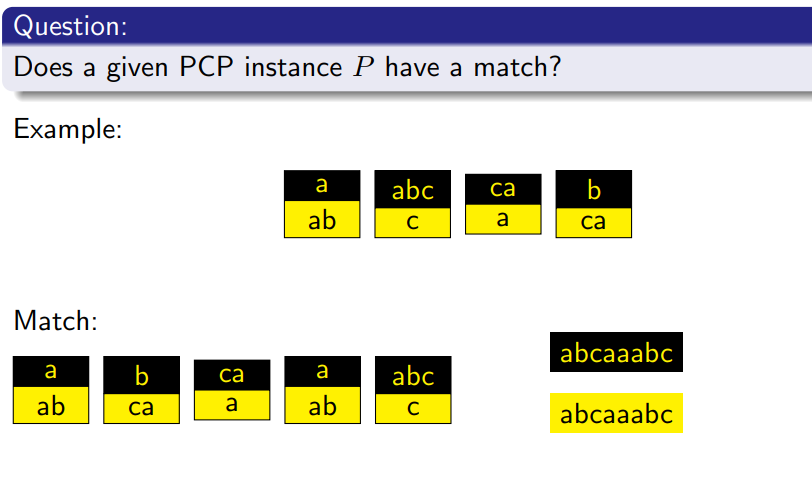 Question:
Does a given PCP instance P have a match?
Example:
a abc ca b
ab c a ca
Match:
a b ca a abc
ab ca a ab c
abcaaabc
abcaaabc